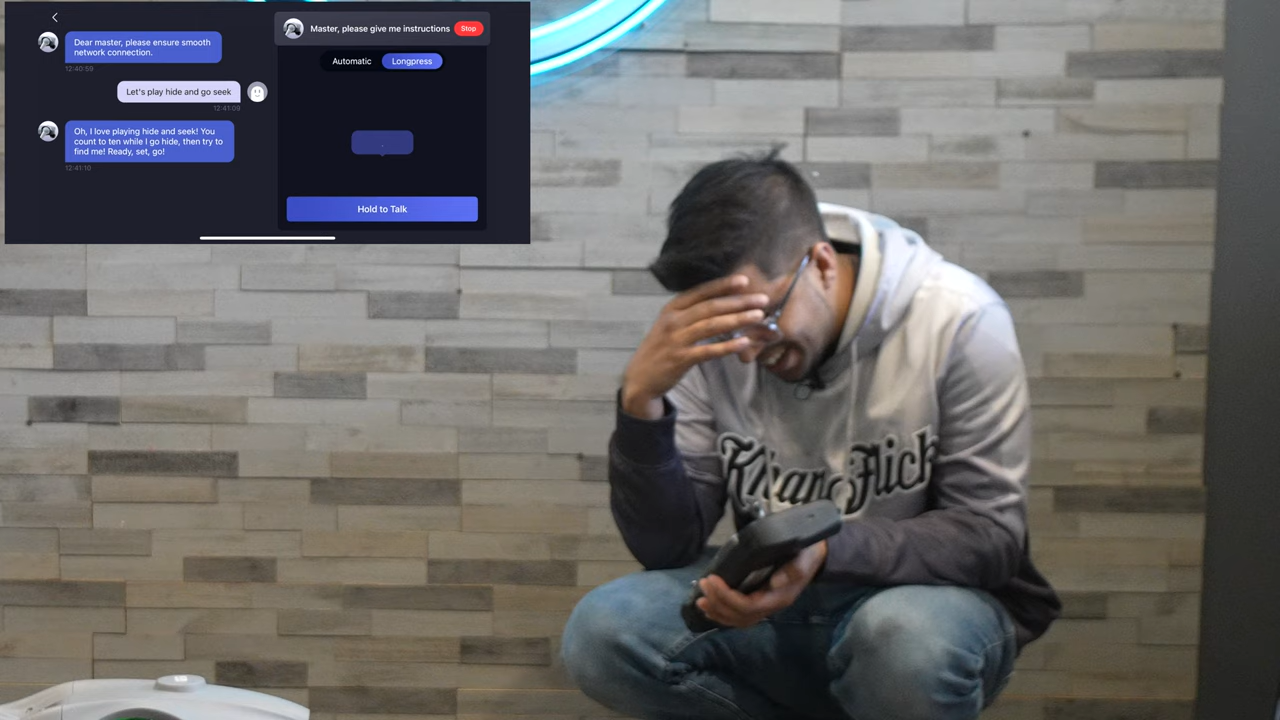 Master, please give me instructions
Stop
Dear master, please ensure smooth
network connection.
12:40:59
Automatic
Longpress
Let's play hide and go seek
12:41:09
Oh, I love playing hide and seek! You
count to ten while I go hide, then try to
find me! Ready, set, go!
12:41:10
Hold to Talk